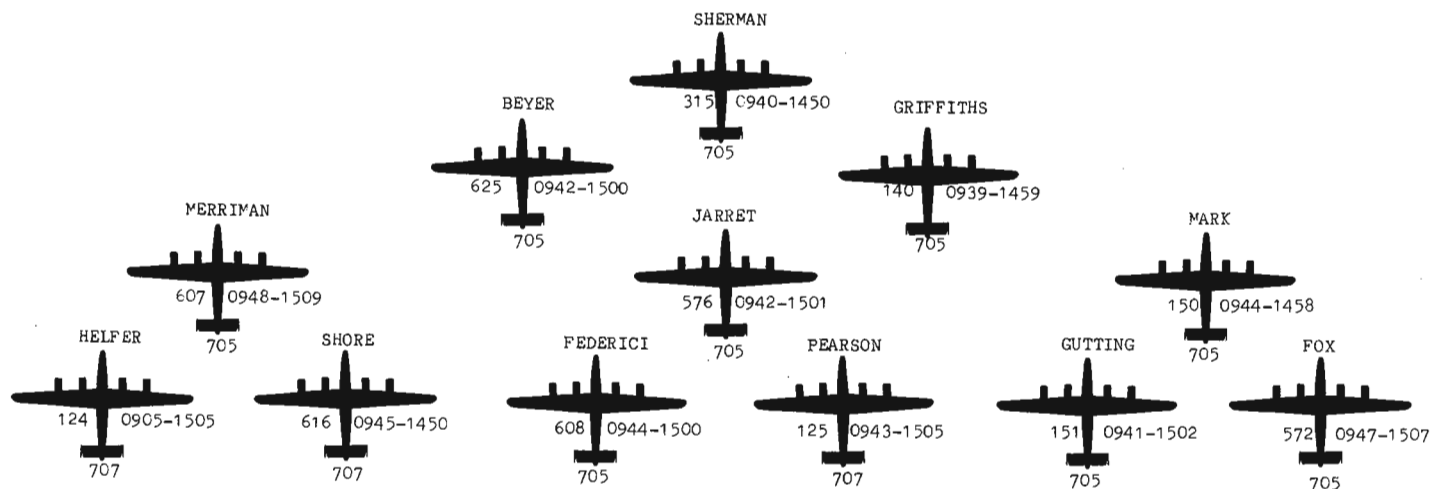 SHERMAN
315 0940-1450
705
BEYER
625 0942-1500
705
GRIFFITHS
140 0939-1459
705
MERRIMAN
607 0948-1509
705
JARRET
576 0942-1501
705
MARK
150 0944-1458
705
HELFER
124 0905-1505
707
SHORE
616 0945-1450
707
FEDERICI
608 0944-1500
705
PEARSON
125 0943-1505
707
GUTTING
151 0941-1502
705
FOX
572 0947-1507
705